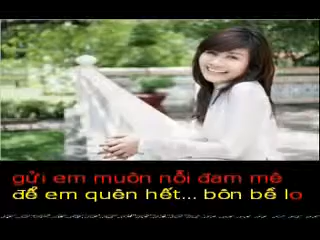 gửi em muôn nỗi đam mê
để em quên hết... bôn bề lo